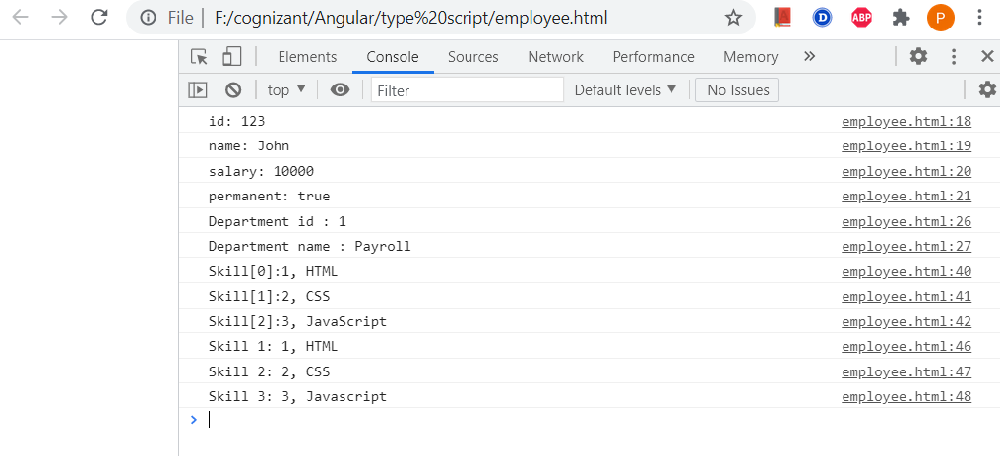 File | F:/cognizant/Angular/type%20script/employee.html D ABP P
Elements Console Sources Network Performance Memory »
top ▼ Filter Default levels ▼ No Issues
id: 123 employee.html:18
name: John employee.html:19
salary: 10000 employee.html:20
permanent: true employee.html:21
Department id : 1 employee.html:26
Department name : Payroll employee.html:27
Skill[0]:1, HTML employee.html:40
Skill[1]:2, CSS employee.html:41
Skill[2]:3, JavaScript employee.html:42
Skill 1: 1, HTML employee.html:46
Skill 2: 2, CSS employee.html:47
Skill 3: 3, Javascript employee.html:48
>